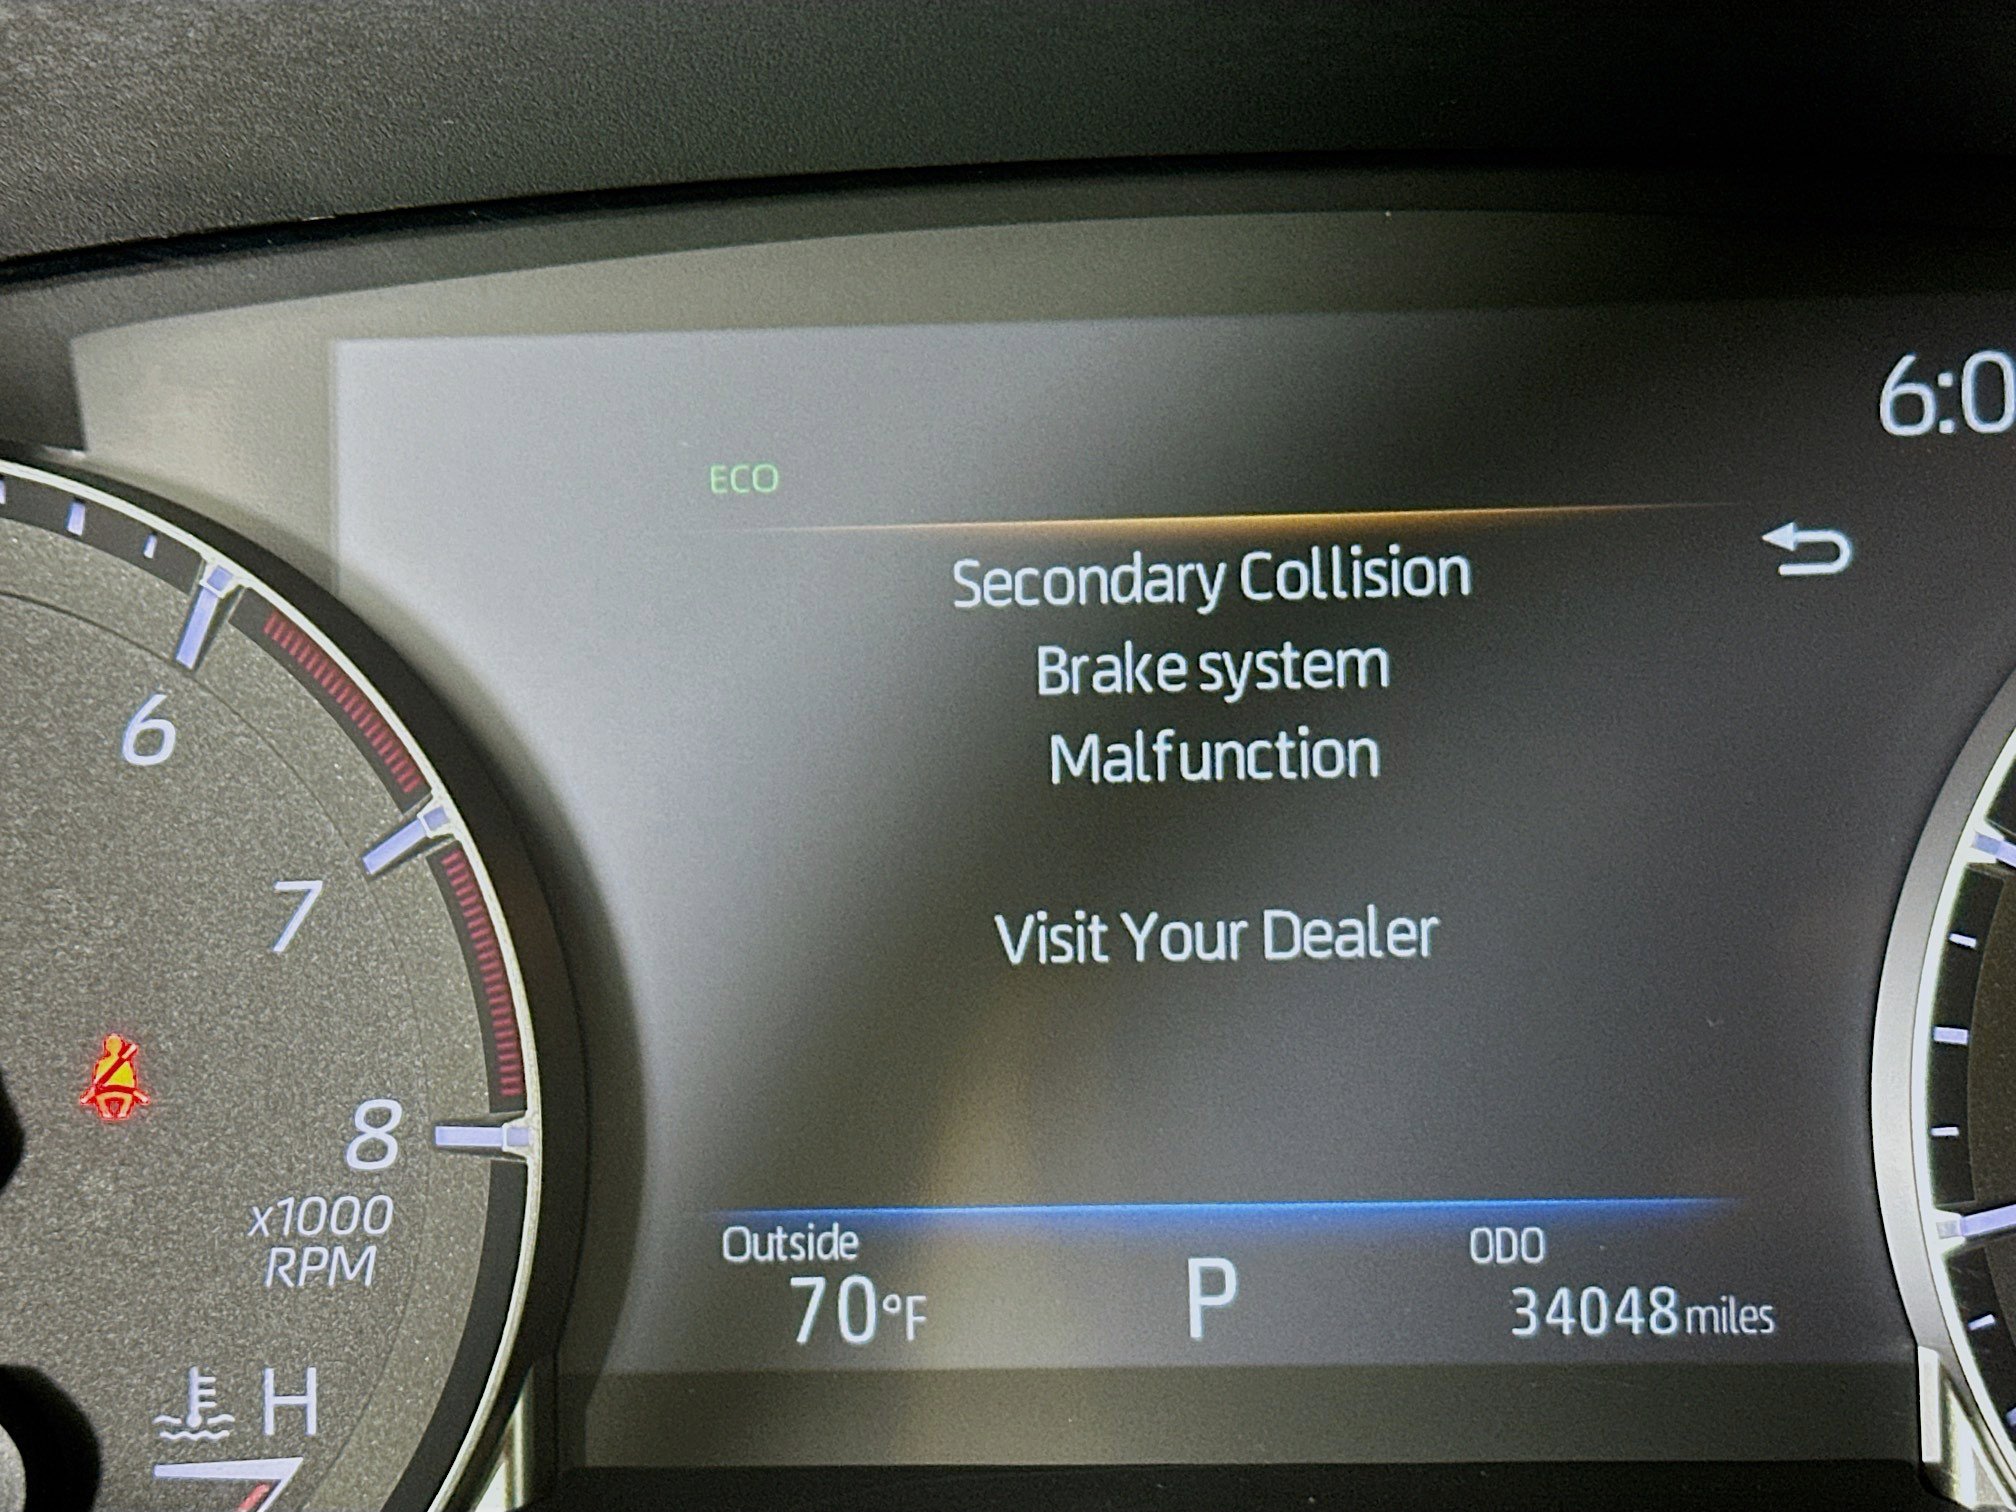 6:0
ECO
Secondary Collision
Brake system
Malfunction
Visit Your Dealer
6
7
8
x1000
RPM
H
Outside
70°F
P
ODO
34048 miles